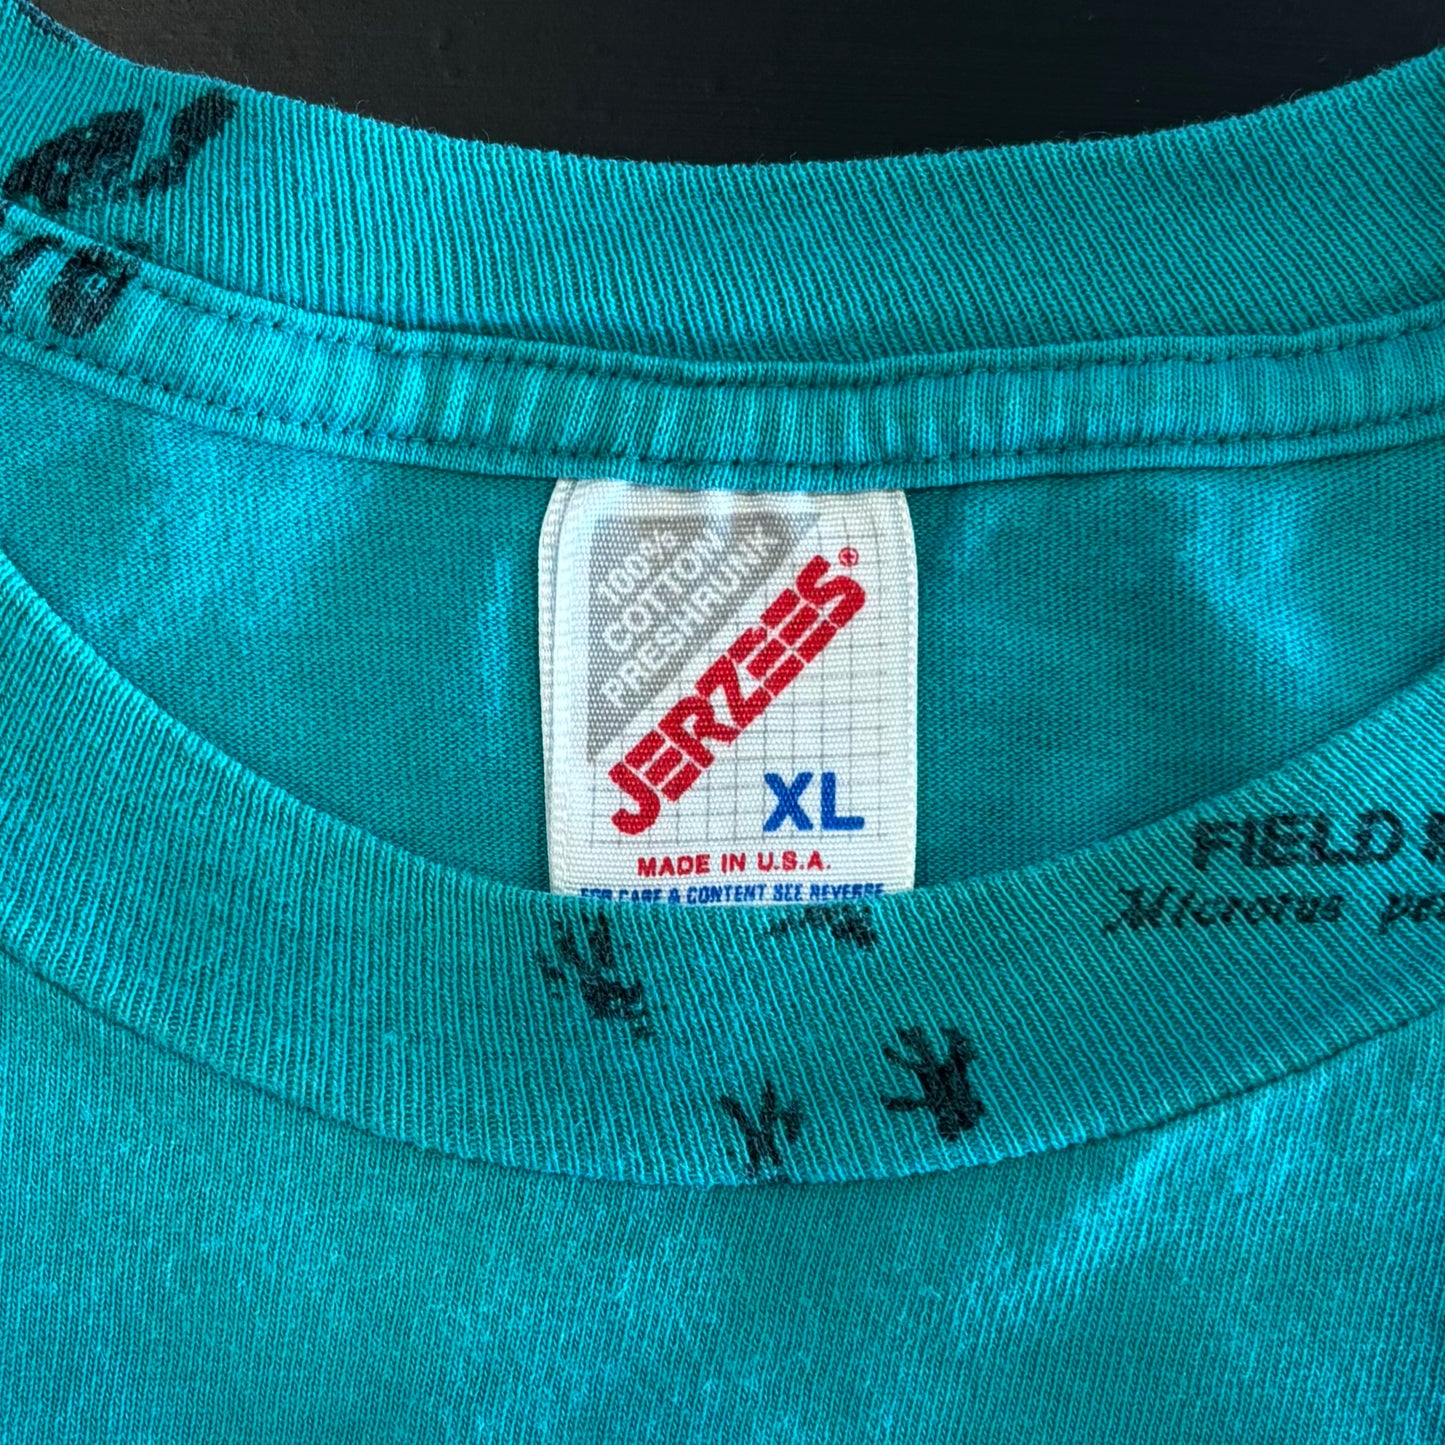 100%
COTTON
PRESHRUNK
JERZEES®
XL
MADE IN U.S.A.
FOR CARE & CONTENT SEE REVERSE
FIELD
Microtus